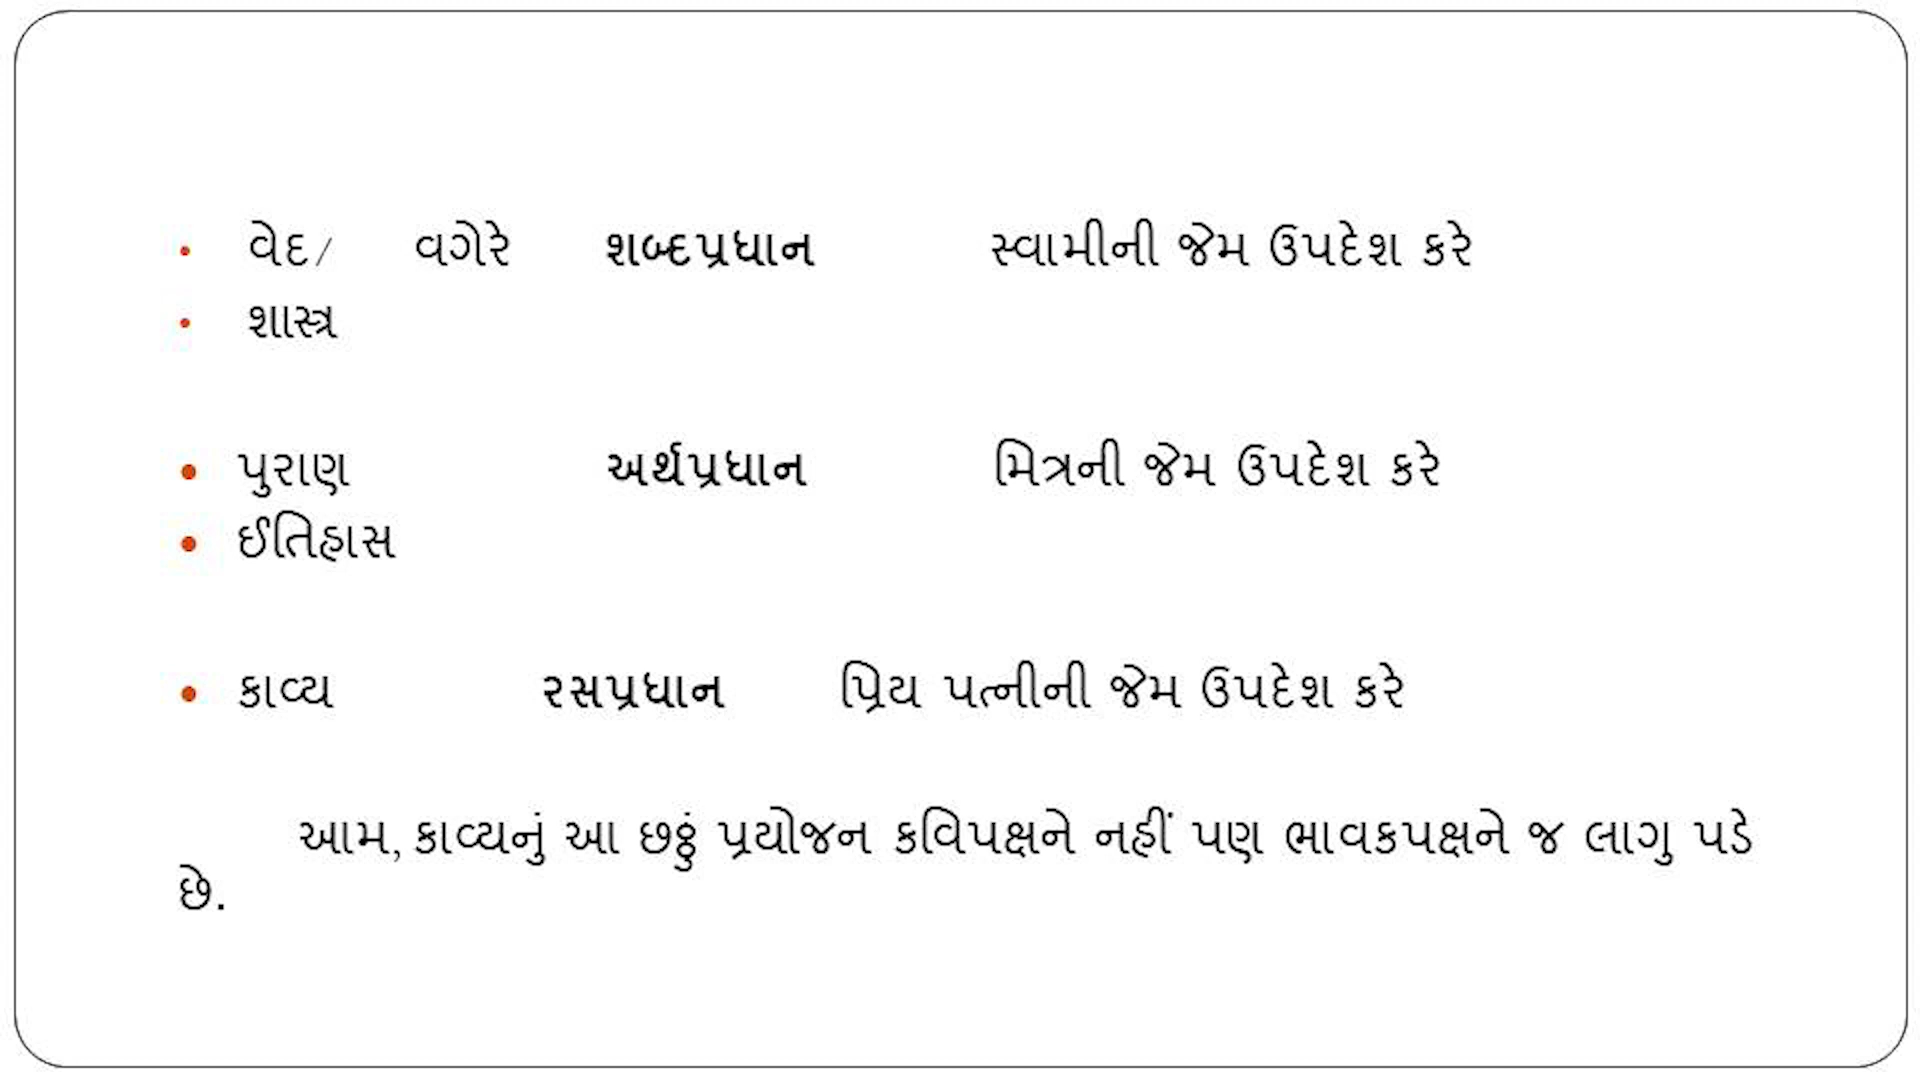 • વેદ/ વગેરે શબ્દપ્રધાન સ્વામીની જેમ ઉપદેશ કરે
• શાસ્ત્ર
• પુરાણ અર્થપ્રધાન મિત્રની જેમ ઉપદેશ કરે
• ઈતિહાસ
• કાવ્ય રસપ્રધાન પ્રિય પત્નીની જેમ ઉપદેશ કરે
આમ, કાવ્યનું આ છઠ્ઠું પ્રયોજન કવિપક્ષને નહીં પણ ભાવકપક્ષને જ લાગુ પડે
છે.